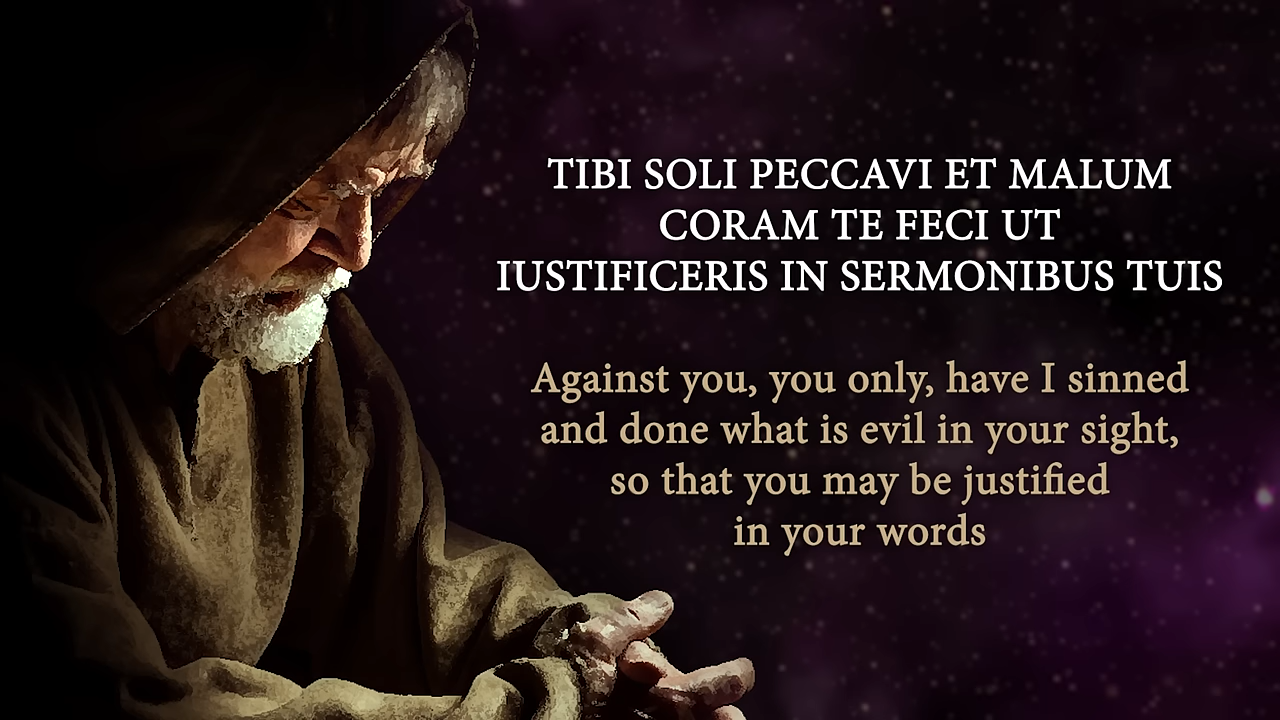 TIBI SOLI PECCAVI ET MALUM
CORAM TE FECI UT
IUSTIFICERIS IN SERMONIBUS TUIS
Against you, you only, have I sinned
and done what is evil in your sight,
so that you may be justified
in your words